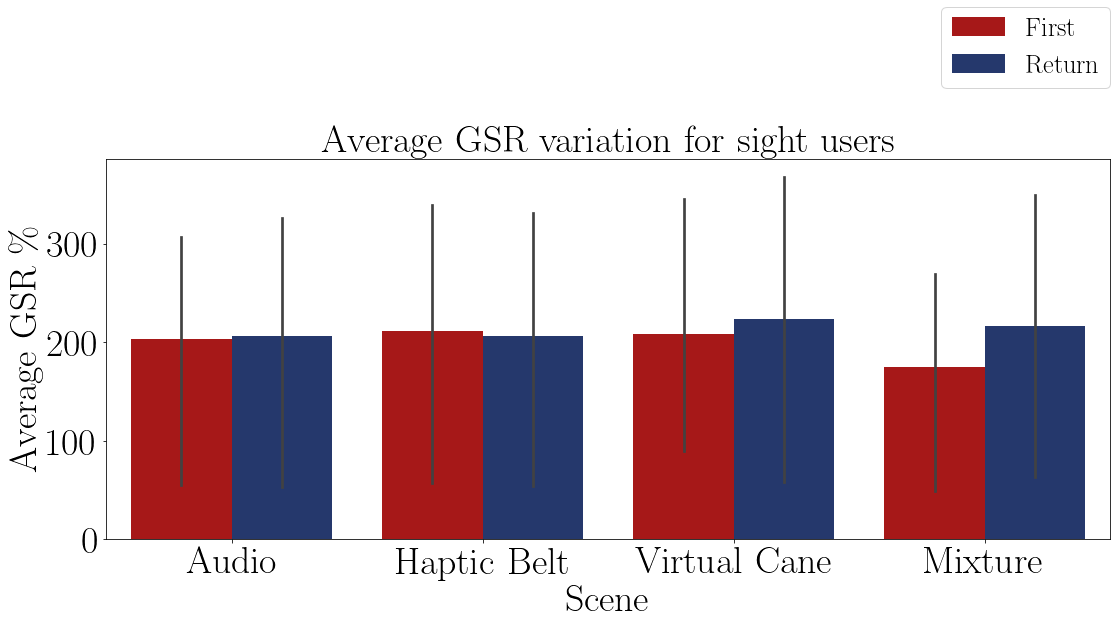 First
Return
Average GSR variation for sight users
Average GSR %
300
200
100
0
Audio
Haptic Belt
Virtual Cane
Mixture
Scene